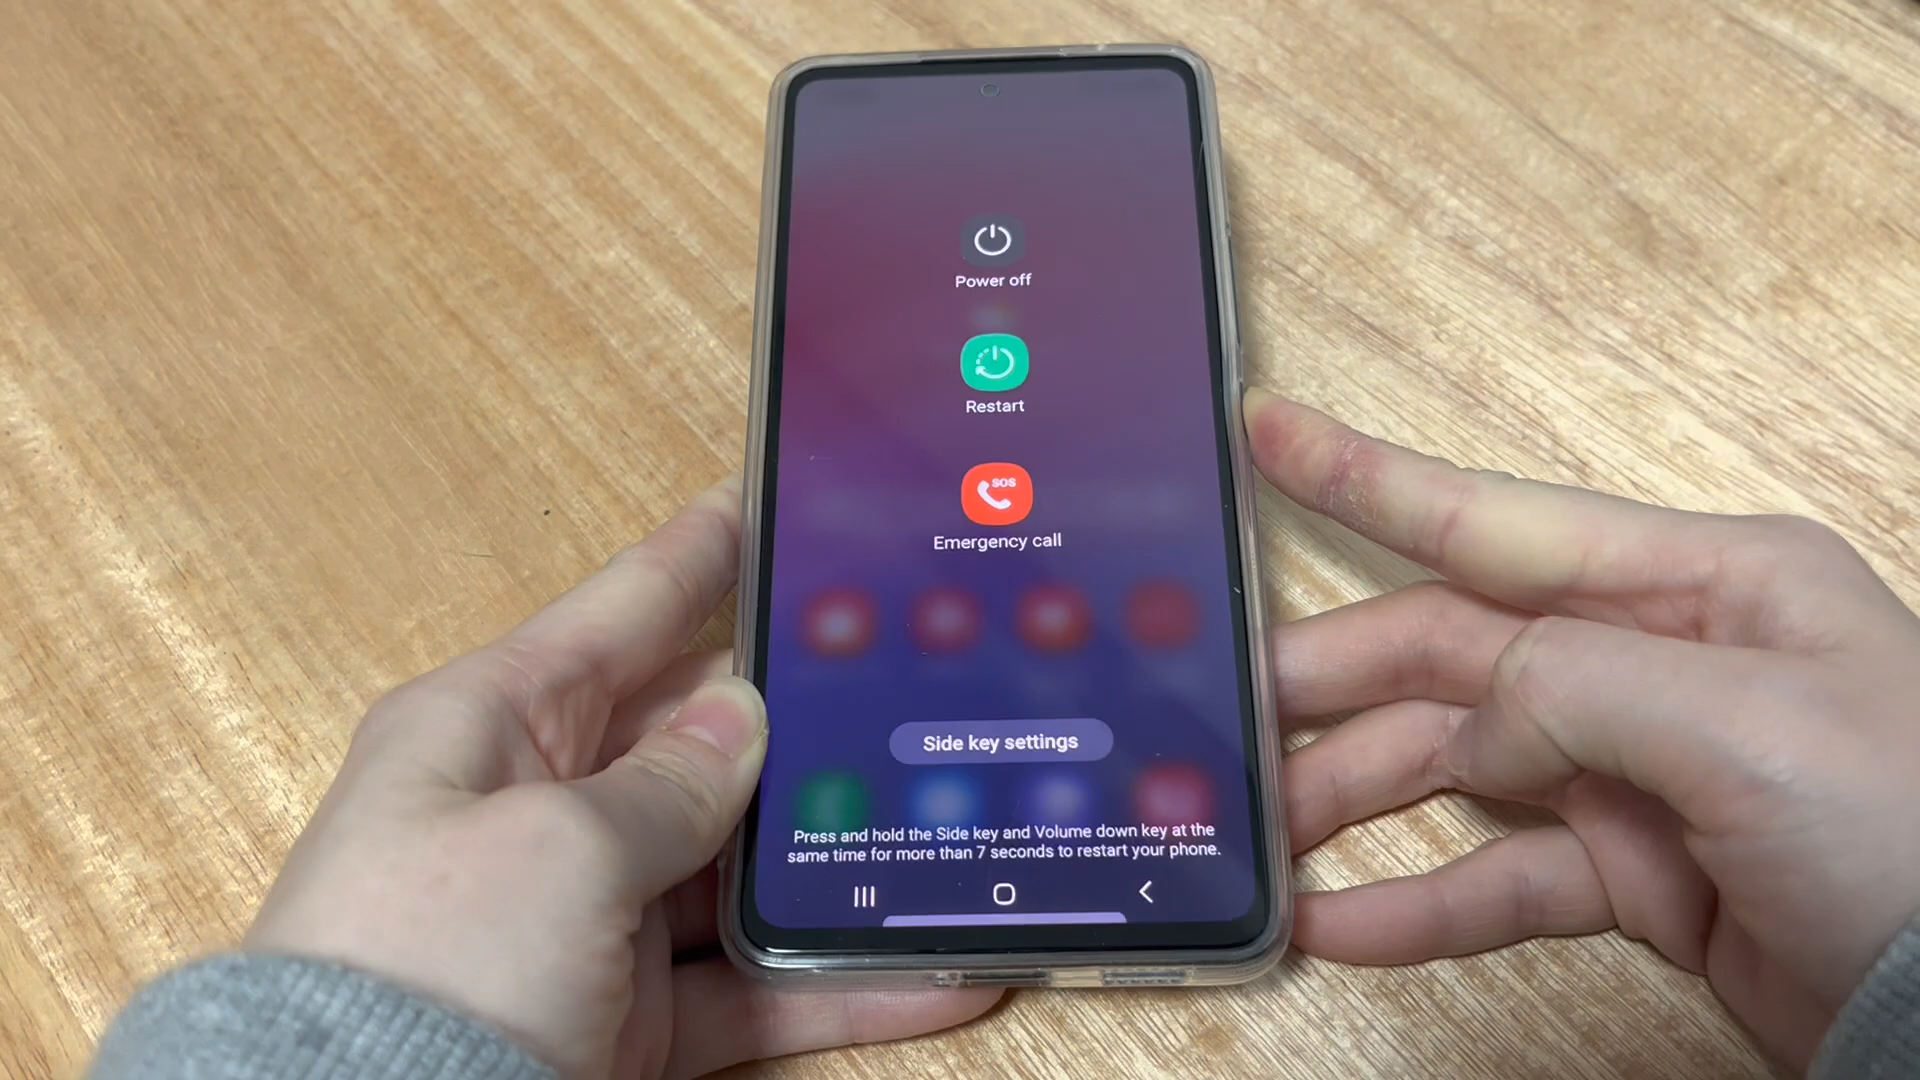 Power off
Restart
SOS
Emergency call
Side key settings
Press and hold the Side key and Volume down key at the
same time for more than 7 seconds to restart your phone.